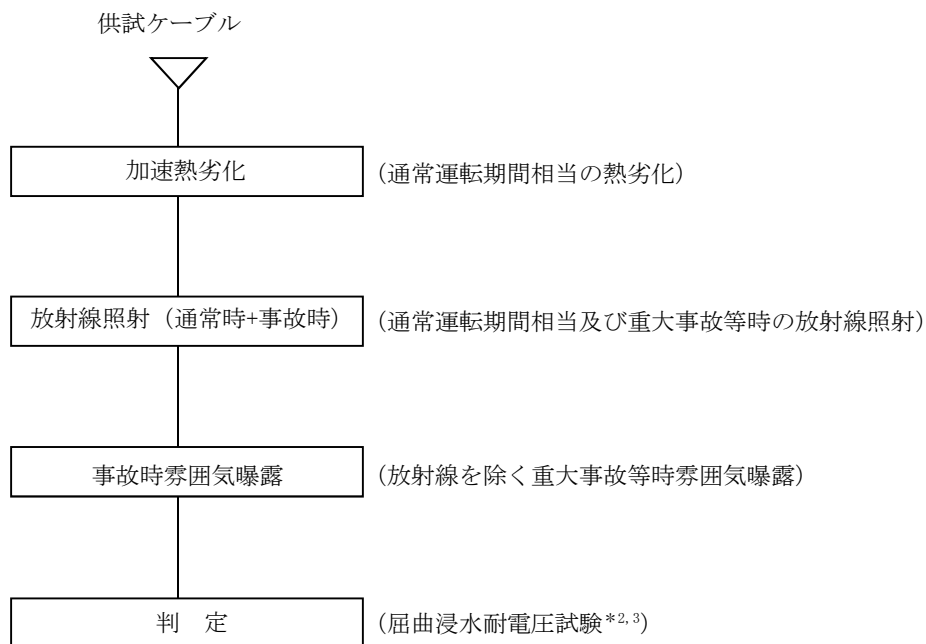 供試ケーブル
加速熱劣化 (通常運転期間相当の熱劣化)
放射線照射（通常時+事故時） (通常運転期間相当及び重大事故等時の放射線照射)
事故時雰囲気曝露 (放射線を除く重大事故等時雰囲気曝露)
判　定 (屈曲浸水耐電圧試験*2,3)